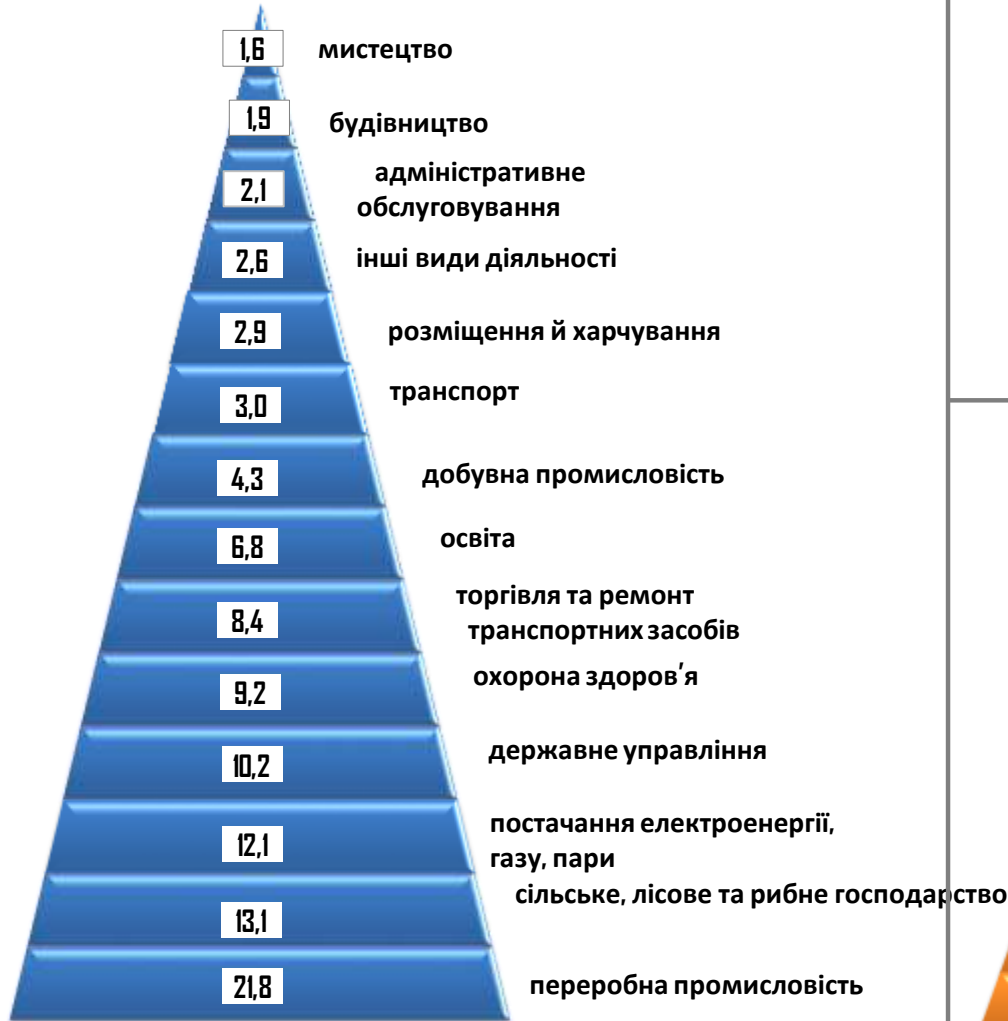 1,6 мистецтво
1,9 будівництво
адміністративне
2,1
обслуговування
2,6 інші види діяльності
2,9 розміщення й харчування
3,0 транспорт
4,3 добувна промисловість
6,8 освіта
торгівля та ремонт
8,4 транспортних засобів
9,2 охорона здоров'я
10,2 державне управління
постачання електроенергії,
12,1
газу, пари
сільське, лісове та рибне господарство
13,1
21,8 переробна промисловість